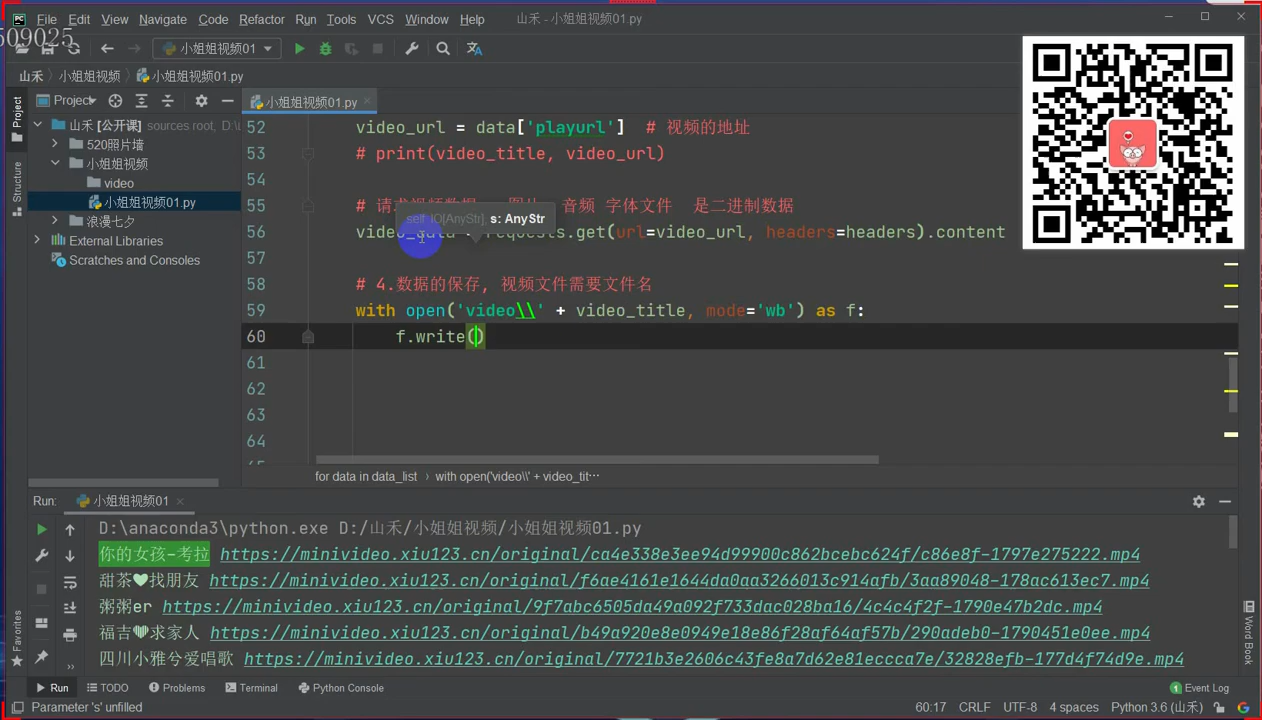 File Edit View Navigate Code Refactor Run Tools VCS Window Help 山禾 - 小姐姐视频01.py
509025
小姐姐视频01
山禾 〉 小姐姐视频 〉 小姐姐视频01.py
Project
小姐姐视频01.py
山禾 [公开课] sources root, D:\
520照片墙
小姐姐视频
video
小姐姐视频01.py
浪漫七夕
External Libraries
Scratches and Consoles
Project
Structure
Favorites
52 video_url = data['playurl'] # 视频的地址
53 # print(video_title, video_url)
54
55 # 请求视频数据 音频 字体文件 是二进制数据
self: IO[AnyStr], s: AnyStr
56 video_data = requests.get(url=video_url, headers=headers).content
57
58 # 4.数据的保存, 视频文件需要文件名
59 with open('video\\' + video_title, mode='wb') as f:
60 f.write()
61
62
63
64
for data in data_list 〉 with open('video\\' + video_tit···
Run: 小姐姐视频01
D:\anaconda3\python.exe D:/山禾/小姐姐视频/小姐姐视频01.py
你的女孩-考拉 https://minivideo.xiu123.cn/original/ca4e338e3ee94d99900c862bcebc624f/c86e8f-1797e275222.mp4
甜茶♥找朋友 https://minivideo.xiu123.cn/original/f6ae4161e1644da0aa3266013c914afb/3aa89048-178ac613ec7.mp4
粥粥er https://minivideo.xiu123.cn/original/9f7abc6505da49a092f733dac028ba16/4c4c4f2f-1790e47b2dc.mp4
福吉♥求家人 https://minivideo.xiu123.cn/original/b49a920e8e0949e18e86f28af64af57b/290adeb0-1790451e0ee.mp4
四川小雅兮爱唱歌 https://minivideo.xiu123.cn/original/7721b3e2606c43fe8a7d62e81eccca7e/32828efb-177d4f74d9e.mp4
Word Book
Run TODO Problems Terminal Python Console Event Log
Parameter 's' unfilled 60:17 CRLF UTF-8 4 spaces Python 3.6 (山禾)